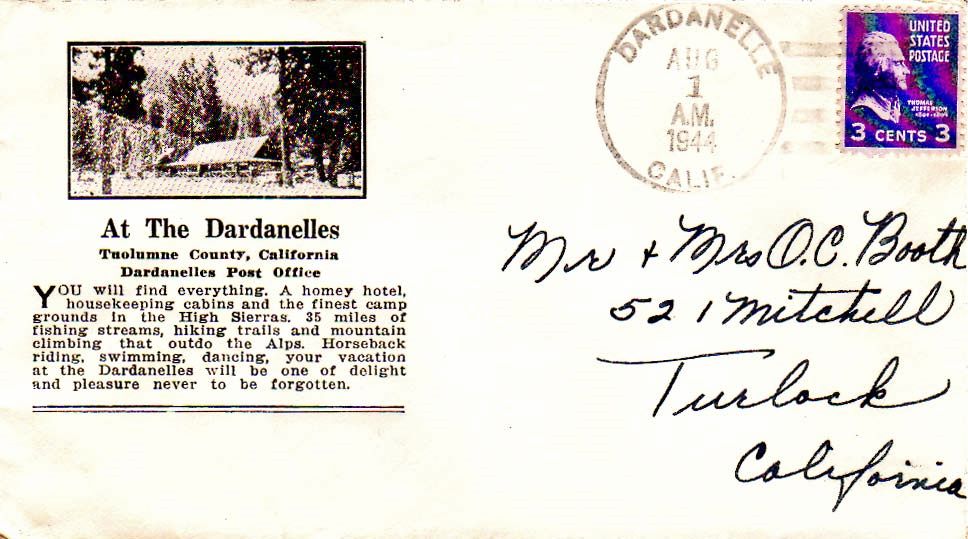 At The Dardanelles
Tuolumne County, California
Dardanelles Post Office
YOU will find everything. A homey hotel,
housekeeping cabins and the finest camp
grounds in the High Sierras. 35 miles of
fishing streams, hiking trails and mountain
climbing that outdo the Alps. Horseback
riding, swimming, dancing, your vacation
at the Dardanelles will be one of delight
and pleasure never to be forgotten.
DARDANELLE
AUG
1
A.M.
1944
CALIF.
UNITED
STATES
POSTAGE
THOMAS
JEFFERSON
3 CENTS 3
Mr + Mrs O.C. Booth
521 Mitchell
Turlock
California